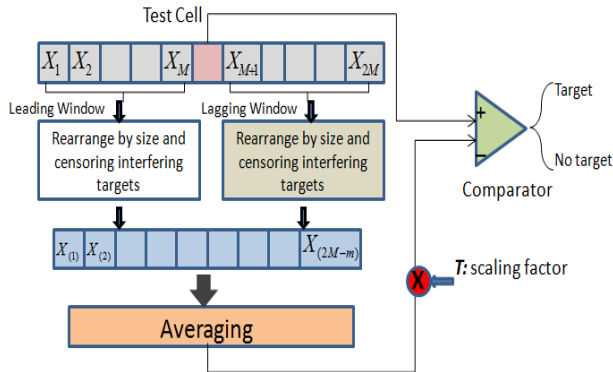 Test Cell
X1 X2 XM XM+1 X2M
Leading Window
Lagging Window
Rearrange by size and
censoring interfering
targets
Rearrange by size and
censoring interfering
targets
+
−
Target
No target
Comparator
X(1) X(2) X(2M−m)
X
T: scaling factor
Averaging